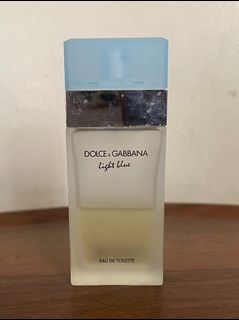 DOLCE & GABBANA
light blue
EAU DE TOILETTE